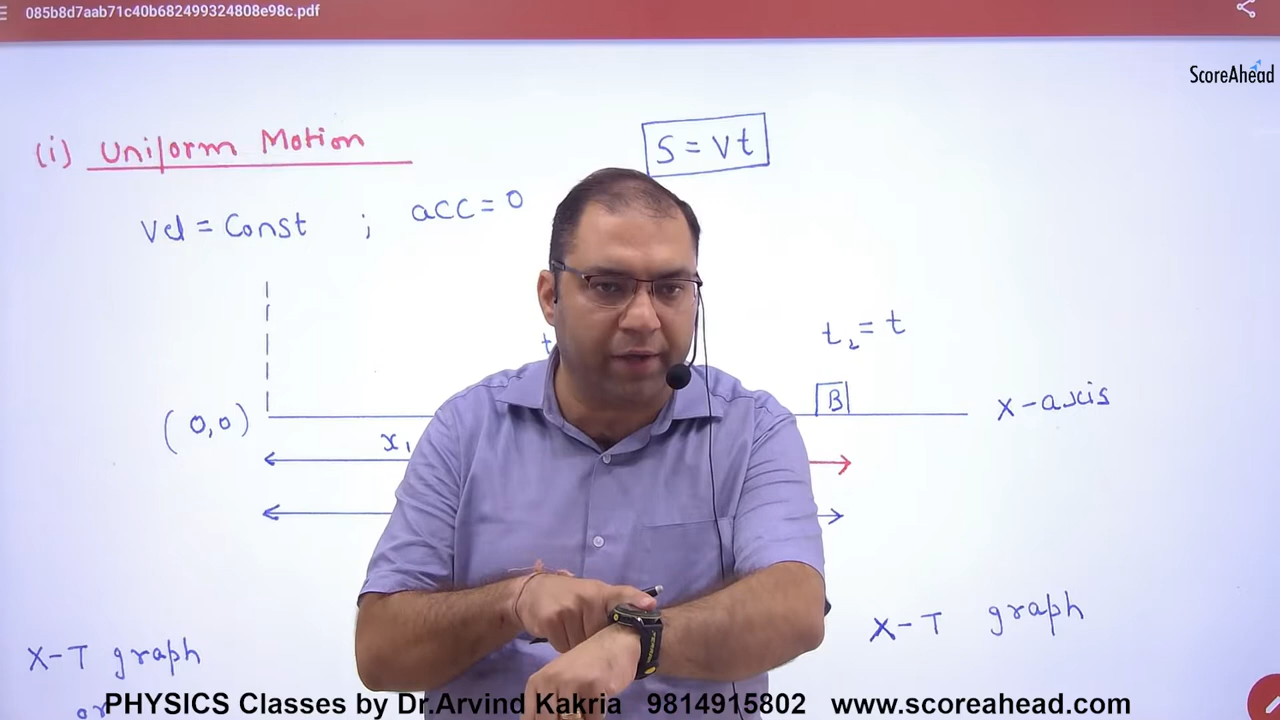 085b8d7aab71c40b682499324808e98c.pdf
ScoreAhead
(i) Uniform Motion
S = Vt
Vel = Const ; acc = 0
t
t₂ = t
B
X-axis
(0,0)
x₁
X-T graph
X-T graph
or
PHYSICS Classes by Dr.Arvind Kakria 9814915802 www.scoreahead.com